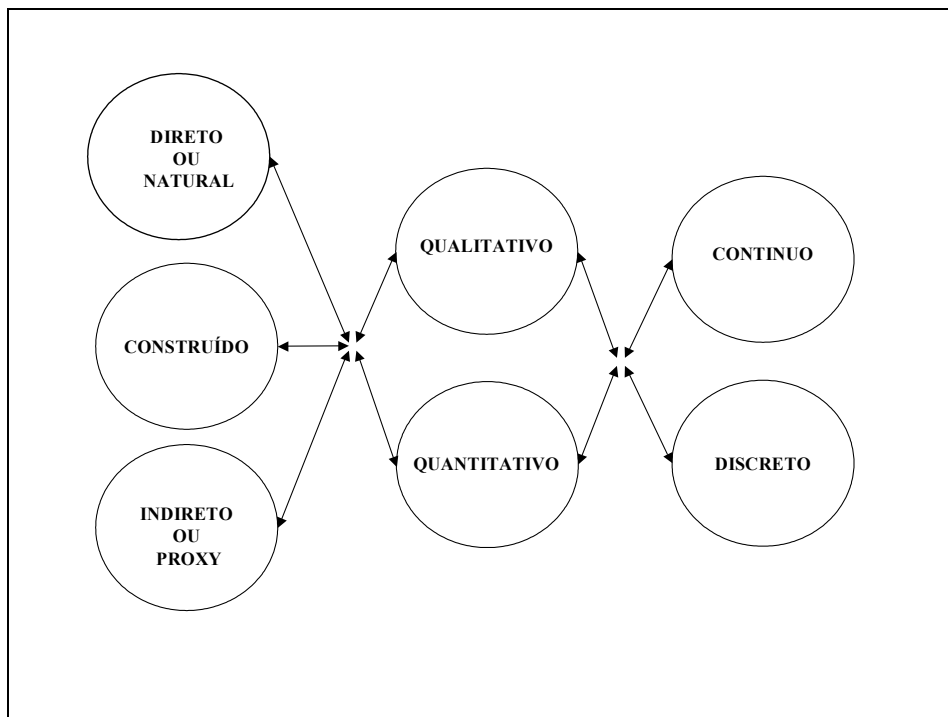 DIRETO
OU
NATURAL
CONSTRUÍDO
INDIRETO
OU
PROXY
QUALITATIVO
QUANTITATIVO
CONTINUO
DISCRETO